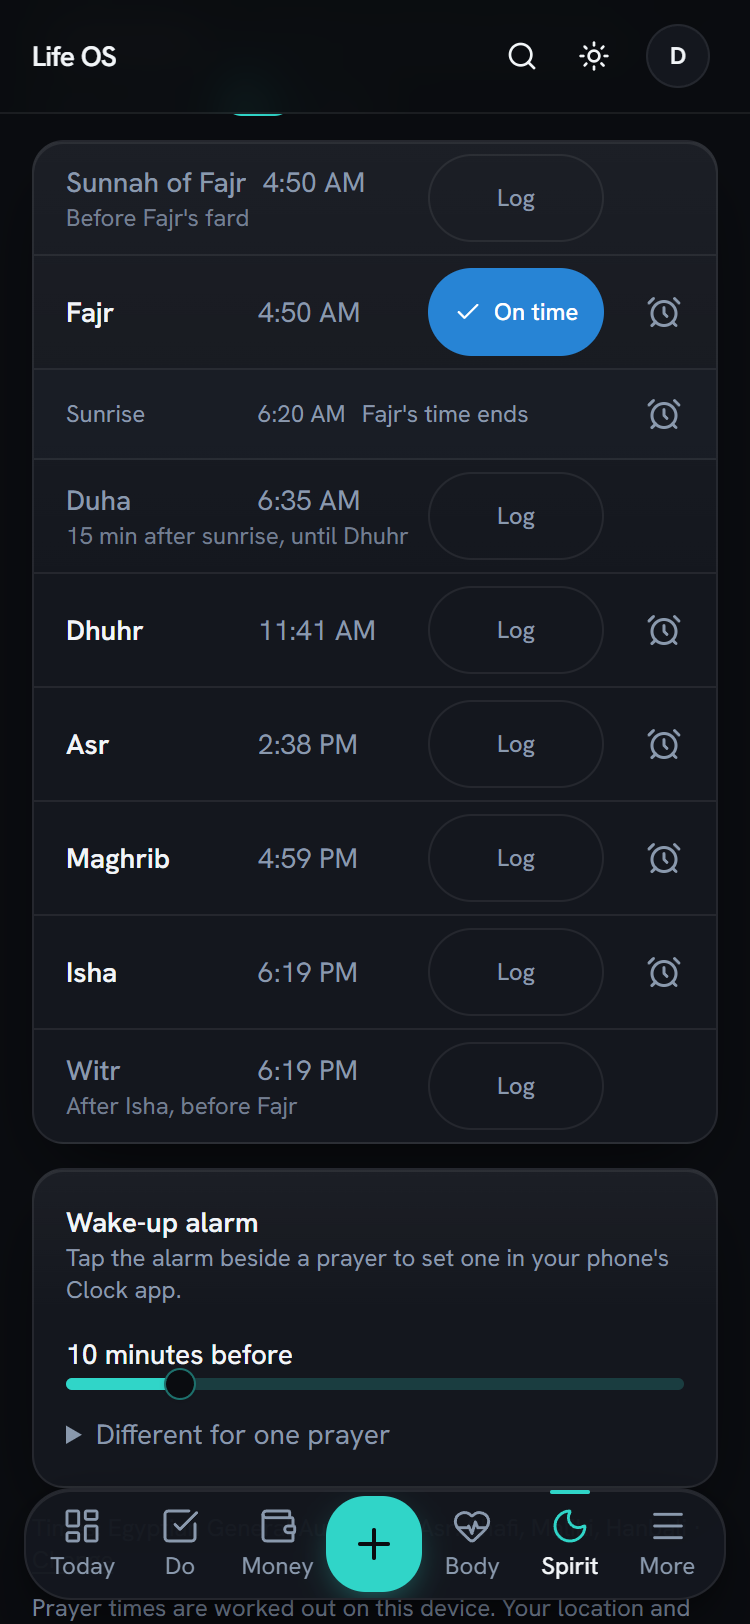 Life OS
D
Sunnah of Fajr 4:50 AM Log
Before Fajr's fard
Fajr 4:50 AM On time
Sunrise 6:20 AM Fajr's time ends
Duha 6:35 AM Log
15 min after sunrise, until Dhuhr
Dhuhr 11:41 AM Log
Asr 2:38 PM Log
Maghrib 4:59 PM Log
Isha 6:19 PM Log
Witr 6:19 PM Log
After Isha, before Fajr
Wake-up alarm
Tap the alarm beside a prayer to set one in your phone's
Clock app.
10 minutes before
Different for one prayer
Today Do Money Body Spirit More
Prayer times are worked out on this device. Your location and